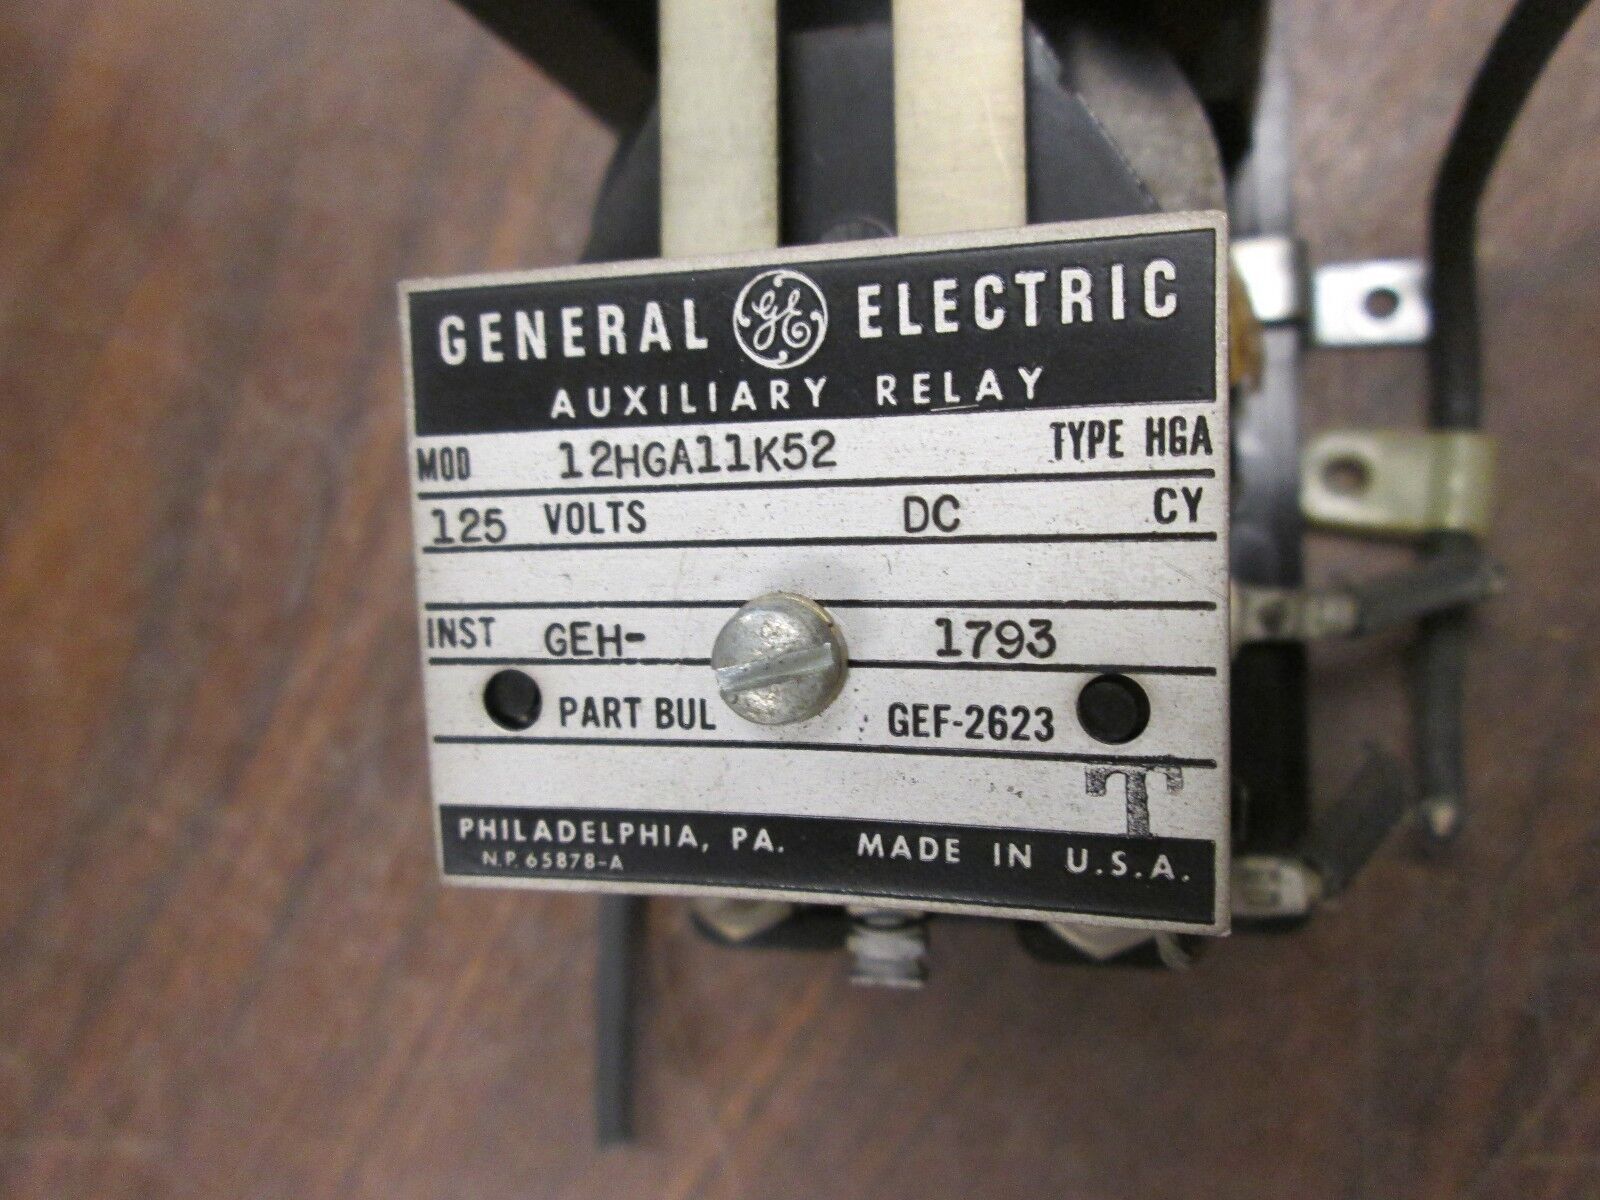 GENERAL GE ELECTRIC
AUXILIARY RELAY
MOD 12HGA11K52 TYPE HGA
125 VOLTS DC CY
INST GEH- 1793
PART BUL GEF-2623
T
PHILADELPHIA, PA. MADE IN U.S.A.
N.P. 65878-A